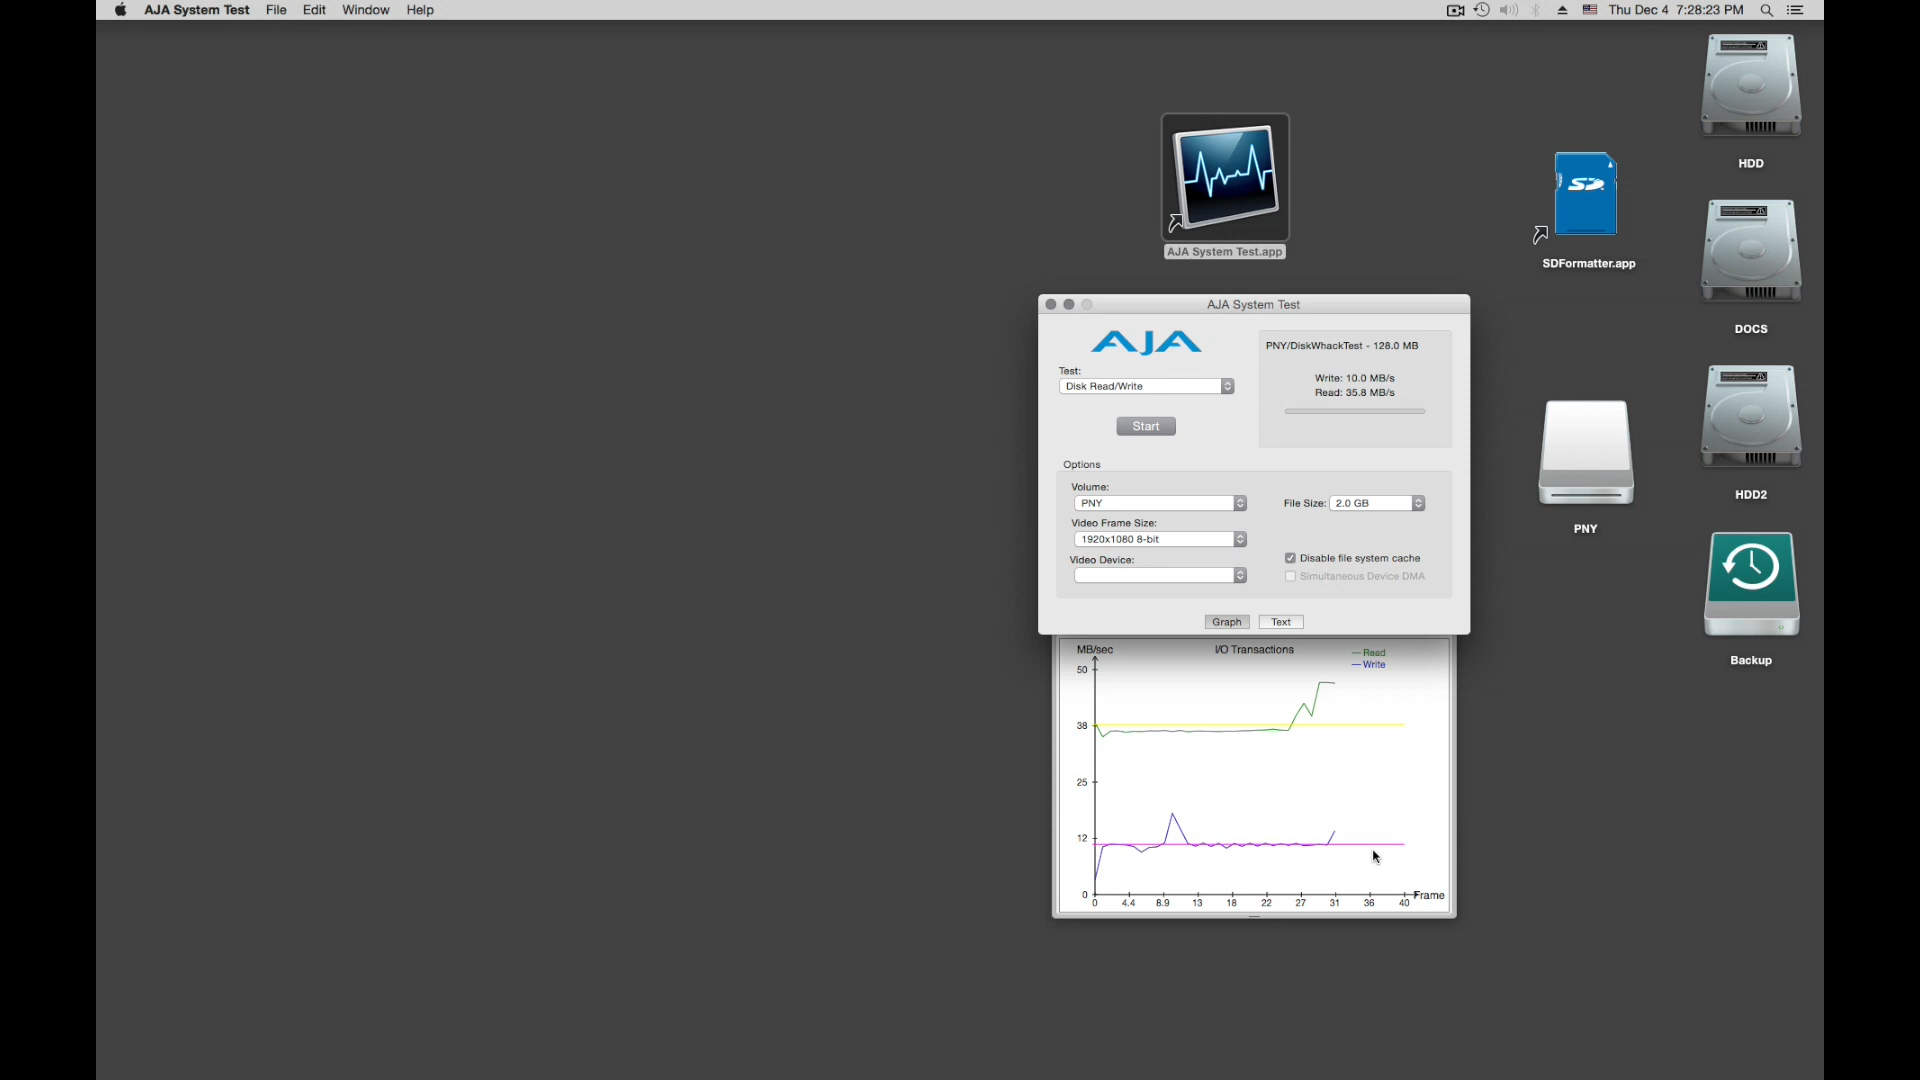 AJA System Test File Edit Window Help
Thu Dec 4 7:28:23 PM
HDD
SD
AJA System Test.app
SDFormatter.app
DOCS
AJA System Test
AJA
PNY/DiskWhackTest - 128.0 MB
Test:
Disk Read/Write
Write: 10.0 MB/s
Read: 35.8 MB/s
Start
Options
Volume:
PNY
File Size: 2.0 GB
Video Frame Size:
1920x1080 8-bit
Video Device:
Disable file system cache
Simultaneous Device DMA
Graph Text
HDD2
PNY
Backup
MB/sec
I/O Transactions
Read
Write
50
38
25
12
0
0 4.4 8.9 13 18 22 27 31 36 40
Frame